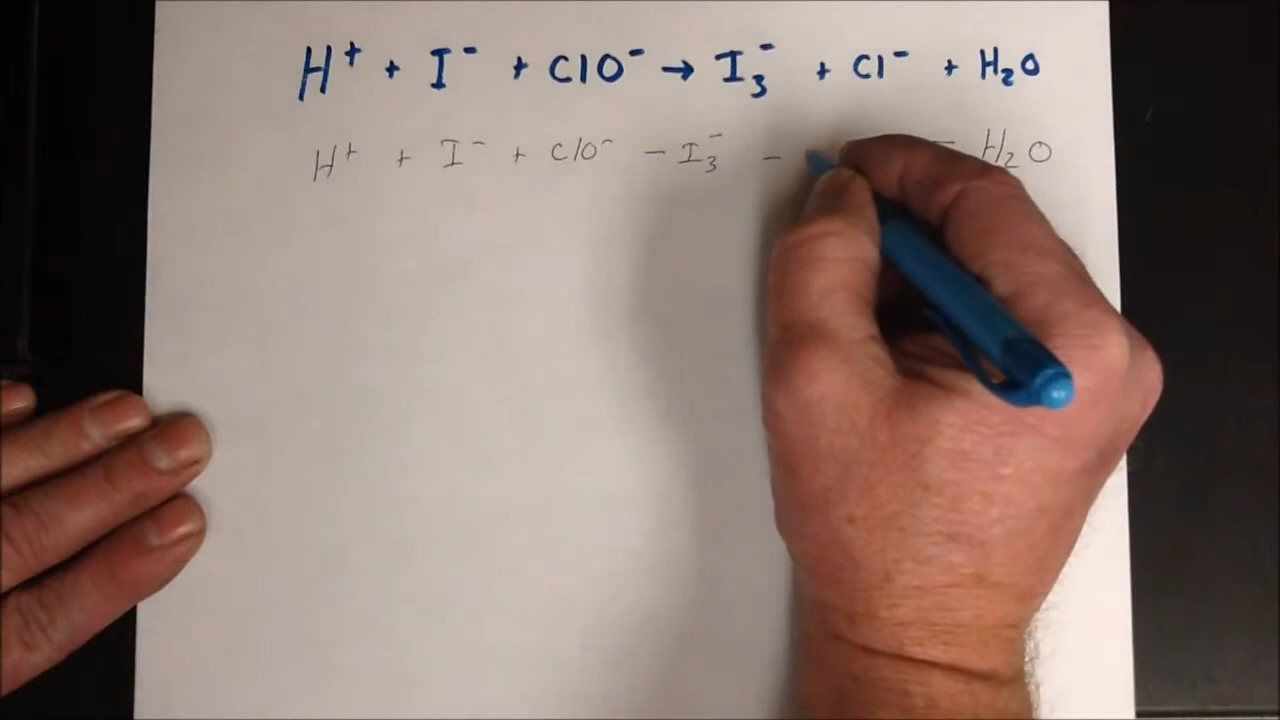 H⁺ + I⁻ + ClO⁻ → I₃⁻ + Cl⁻ + H₂O
H⁺ + I⁻ + ClO⁻ − I₃⁻ − − H₂O